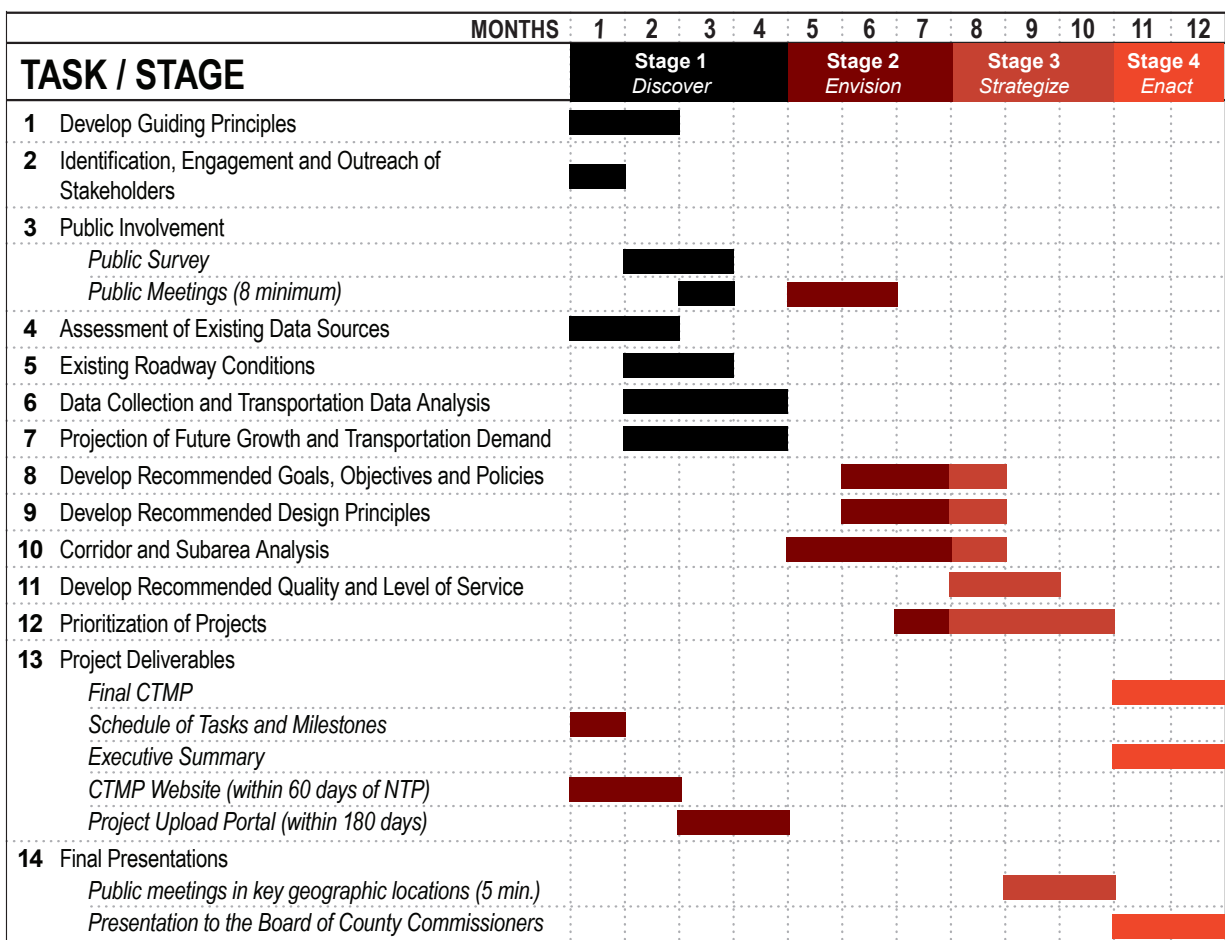 MONTHS 1 2 3 4 5 6 7 8 9 10 11 12
TASK / STAGE
Stage 1
Discover
Stage 2
Envision
Stage 3
Strategize
Stage 4
Enact
1 Develop Guiding Principles
2 Identification, Engagement and Outreach of
Stakeholders
3 Public Involvement
Public Survey
Public Meetings (8 minimum)
4 Assessment of Existing Data Sources
5 Existing Roadway Conditions
6 Data Collection and Transportation Data Analysis
7 Projection of Future Growth and Transportation Demand
8 Develop Recommended Goals, Objectives and Policies
9 Develop Recommended Design Principles
10 Corridor and Subarea Analysis
11 Develop Recommended Quality and Level of Service
12 Prioritization of Projects
13 Project Deliverables
Final CTMP
Schedule of Tasks and Milestones
Executive Summary
CTMP Website (within 60 days of NTP)
Project Upload Portal (within 180 days)
14 Final Presentations
Public meetings in key geographic locations (5 min.)
Presentation to the Board of County Commissioners